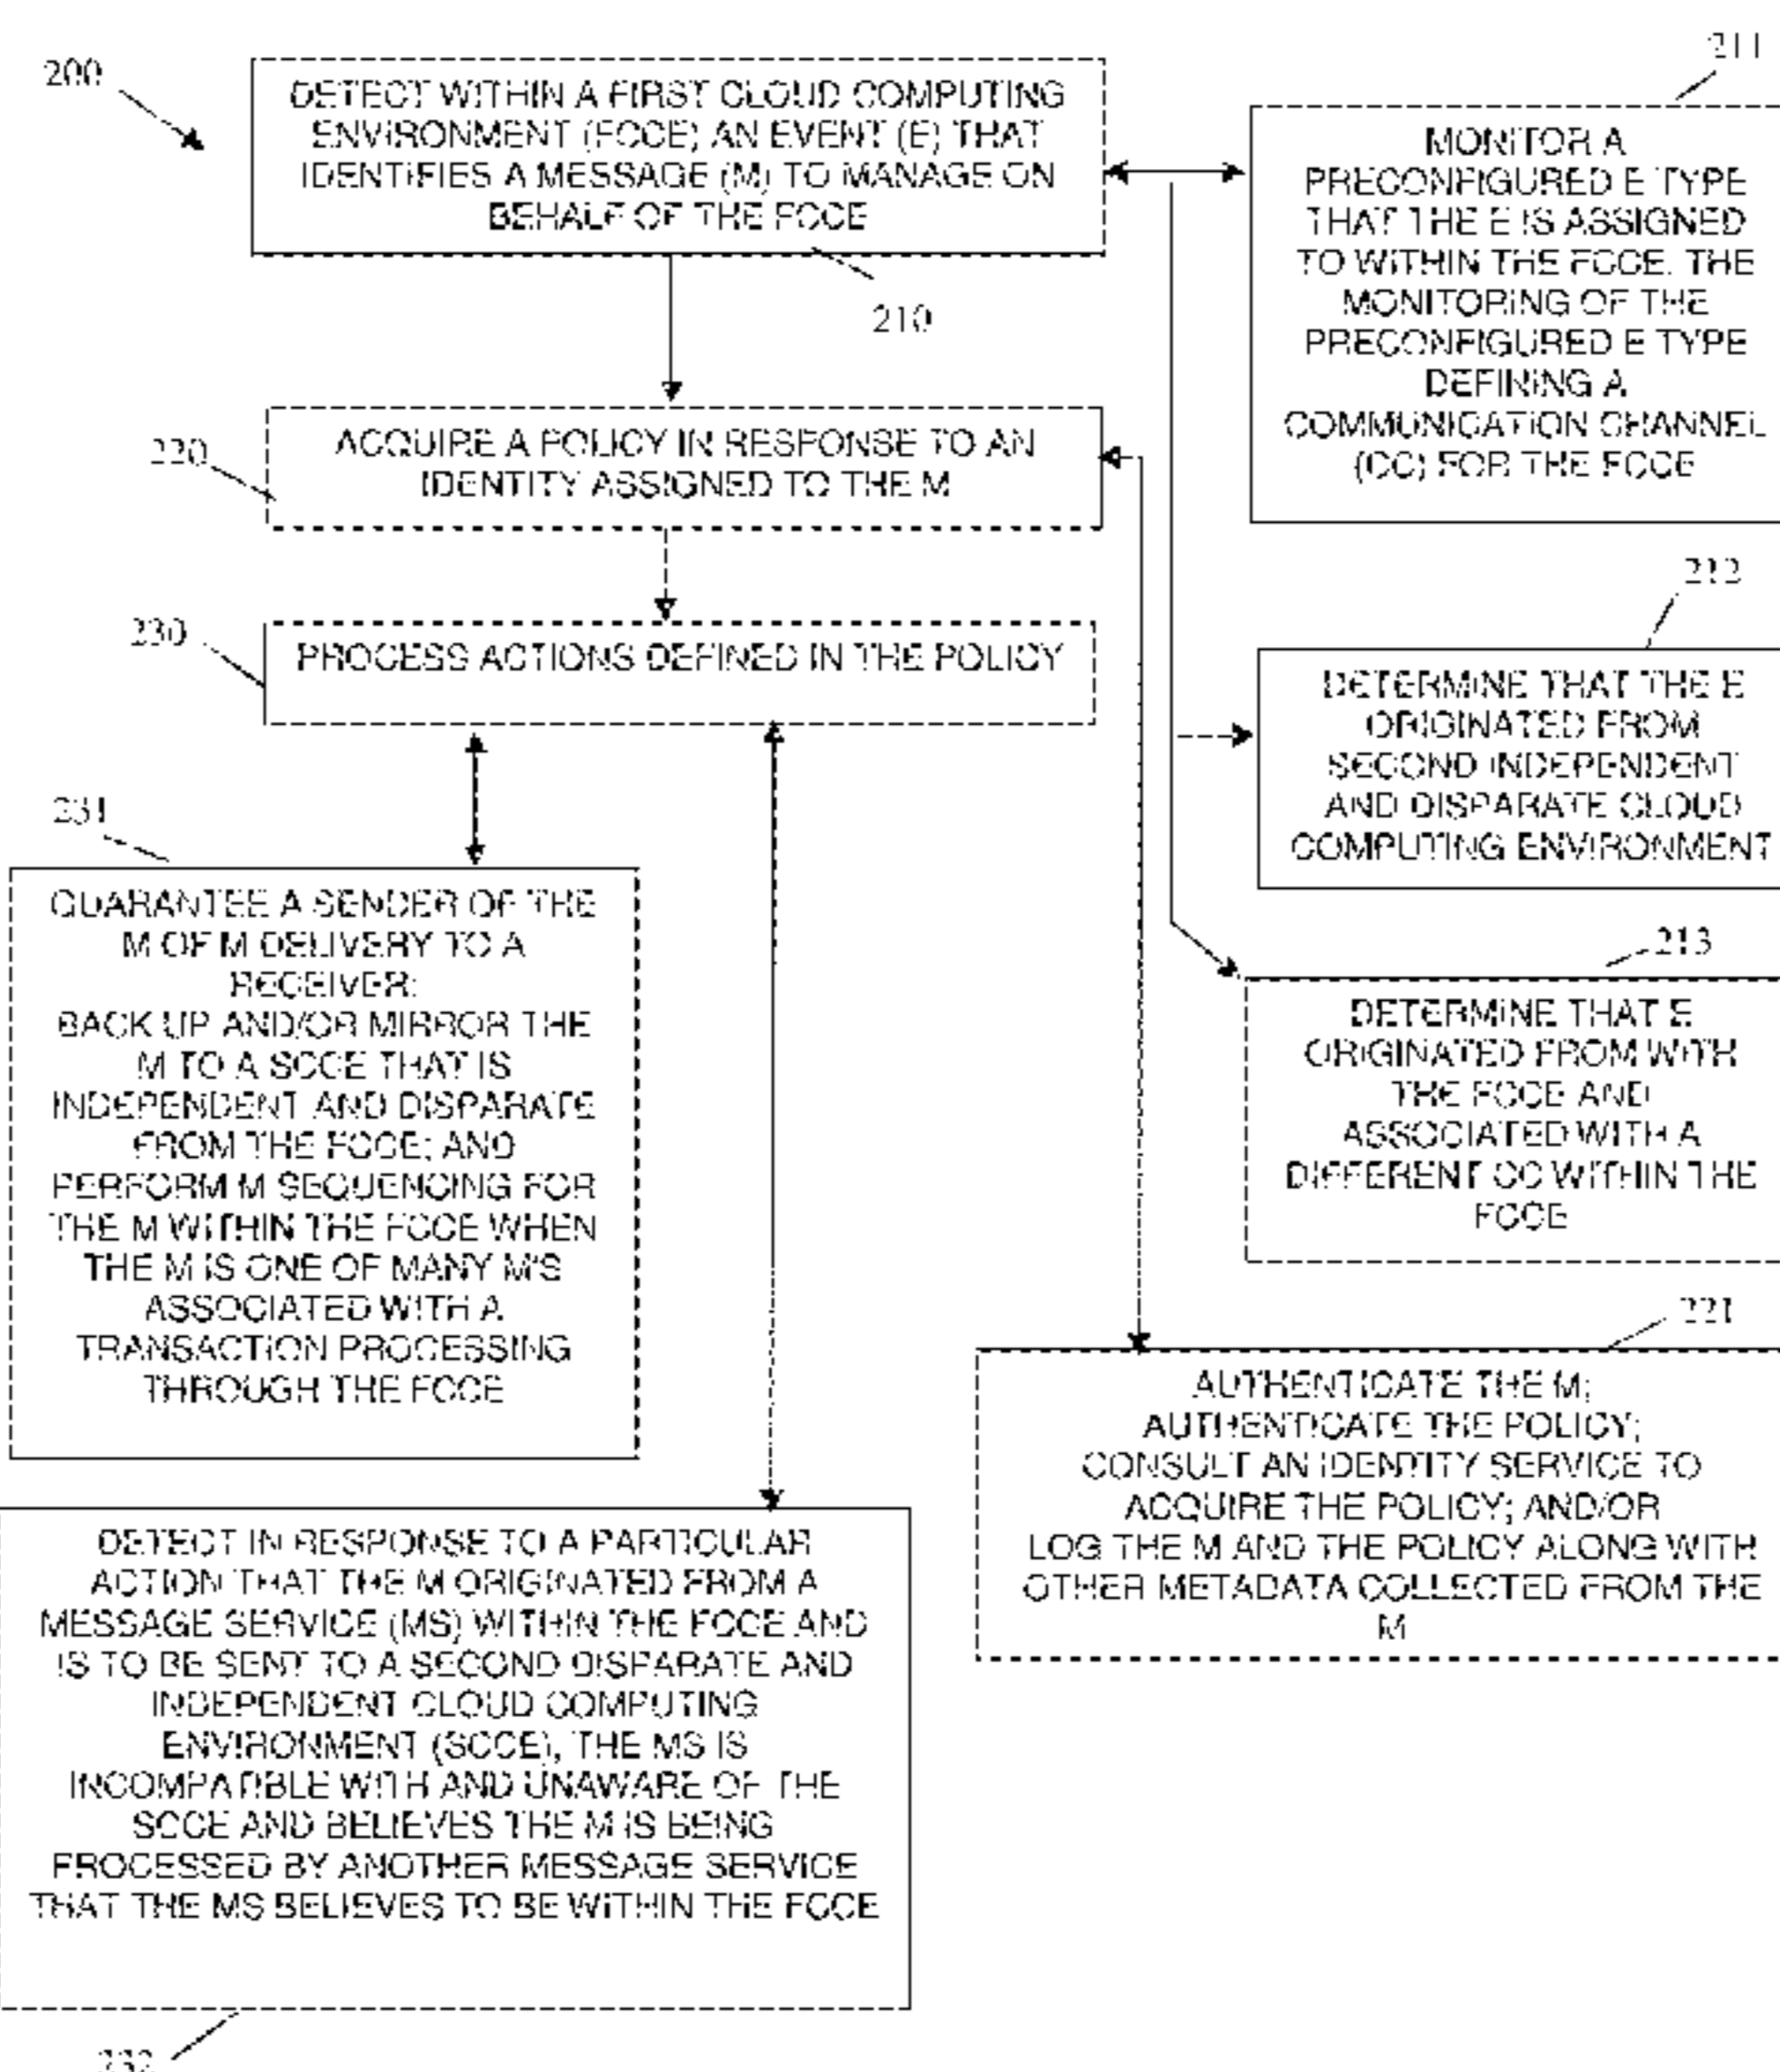 200
DETECT WITHIN A FIRST CLOUD COMPUTING
ENVIRONMENT (FCCE) AN EVENT (E) THAT
IDENTIFIES A MESSAGE (M) TO MANAGE ON
BEHALF OF THE FCCE
210
211
MONITOR A
PRECONFIGURED E TYPE
THAT THE E IS ASSIGNED
TO WITHIN THE FCCE, THE
MONITORING OF THE
PRECONFIGURED E TYPE
DEFINING A
COMMUNICATION CHANNEL
(CC) FOR THE FCCE
220
ACQUIRE A POLICY IN RESPONSE TO AN
IDENTITY ASSIGNED TO THE M
230
PROCESS ACTIONS DEFINED IN THE POLICY
212
DETERMINE THAT THE E
ORIGINATED FROM
SECOND INDEPENDENT
AND DISPARATE CLOUD
COMPUTING ENVIRONMENT
213
DETERMINE THAT E
ORIGINATED FROM WITH
THE FCCE AND
ASSOCIATED WITH A
DIFFERENT CC WITHIN THE
FCCE
231
GUARANTEE A SENDER OF THE
M OF M DELIVERY TO A
RECEIVER;
BACK UP AND/OR MIRROR THE
M TO A SCCE THAT IS
INDEPENDENT AND DISPARATE
FROM THE FCCE; AND
PERFORM M SEQUENCING FOR
THE M WITHIN THE FCCE WHEN
THE M IS ONE OF MANY M'S
ASSOCIATED WITH A
TRANSACTION PROCESSING
THROUGH THE FCCE
221
AUTHENTICATE THE M;
AUTHENTICATE THE POLICY;
CONSULT AN IDENTITY SERVICE TO
ACQUIRE THE POLICY; AND/OR
LOG THE M AND THE POLICY ALONG WITH
OTHER METADATA COLLECTED FROM THE
M
DETECT IN RESPONSE TO A PARTICULAR
ACTION THAT THE M ORIGINATED FROM A
MESSAGE SERVICE (MS) WITHIN THE FCCE AND
IS TO BE SENT TO A SECOND DISPARATE AND
INDEPENDENT CLOUD COMPUTING
ENVIRONMENT (SCCE), THE MS IS
INCOMPATIBLE WITH AND UNAWARE OF THE
SCCE AND BELIEVES THE M IS BEING
PROCESSED BY ANOTHER MESSAGE SERVICE
THAT THE MS BELIEVES TO BE WITHIN THE FCCE
232